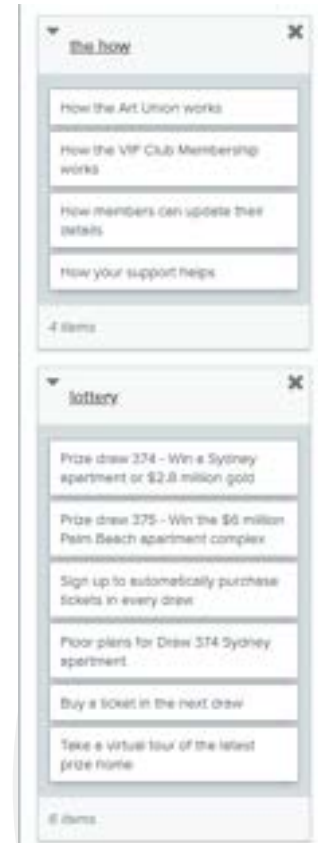 the how
How the Art Union works
How the VIP Club Membership
works
How members can update their
details
How your support helps
4 items
lottery
Prize draw 374 - Win a Sydney
apartment or $2.8 million gold
Prize draw 375 - Win the $6 million
Palm Beach apartment complex
Sign up to automatically purchase
tickets in every draw
Floor plans for Draw 374 Sydney
apartment
Buy a ticket in the next draw
Take a virtual tour of the latest
prize home
6 items